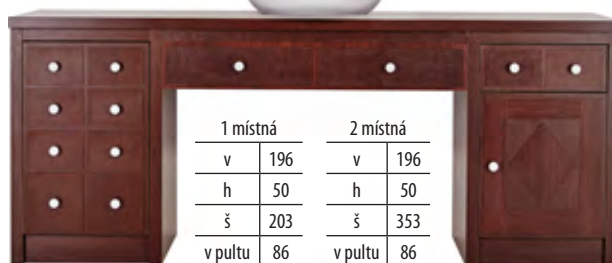 1 místná 2 místná
v 196 v 196
h 50 h 50
š 203 š 353
v pultu 86 v pultu 86